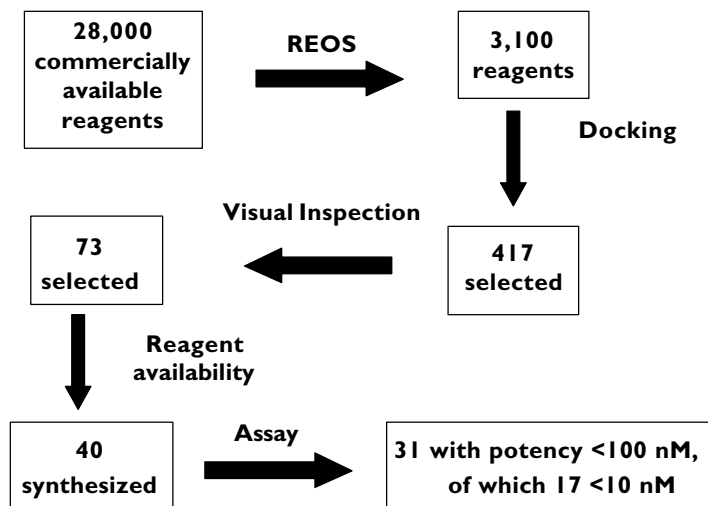 28,000
commercially
available
reagents
REOS
3,100
reagents
Docking
417
selected
Visual Inspection
73
selected
Reagent
availability
40
synthesized
Assay
31 with potency <100 nM,
of which 17 <10 nM